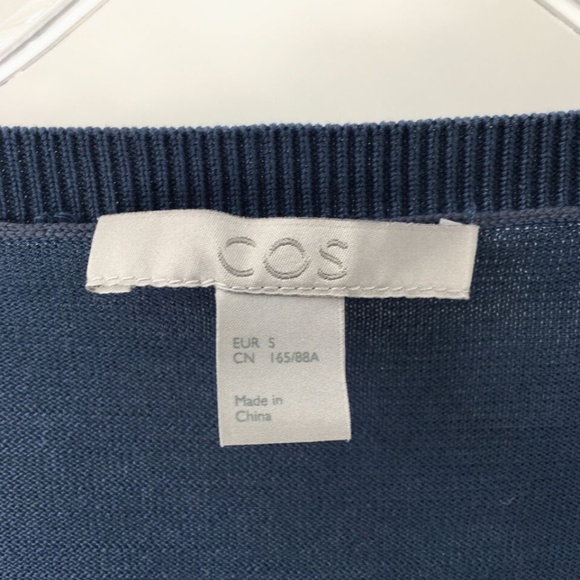 COS
EUR S
CN 165/88A
Made in
China